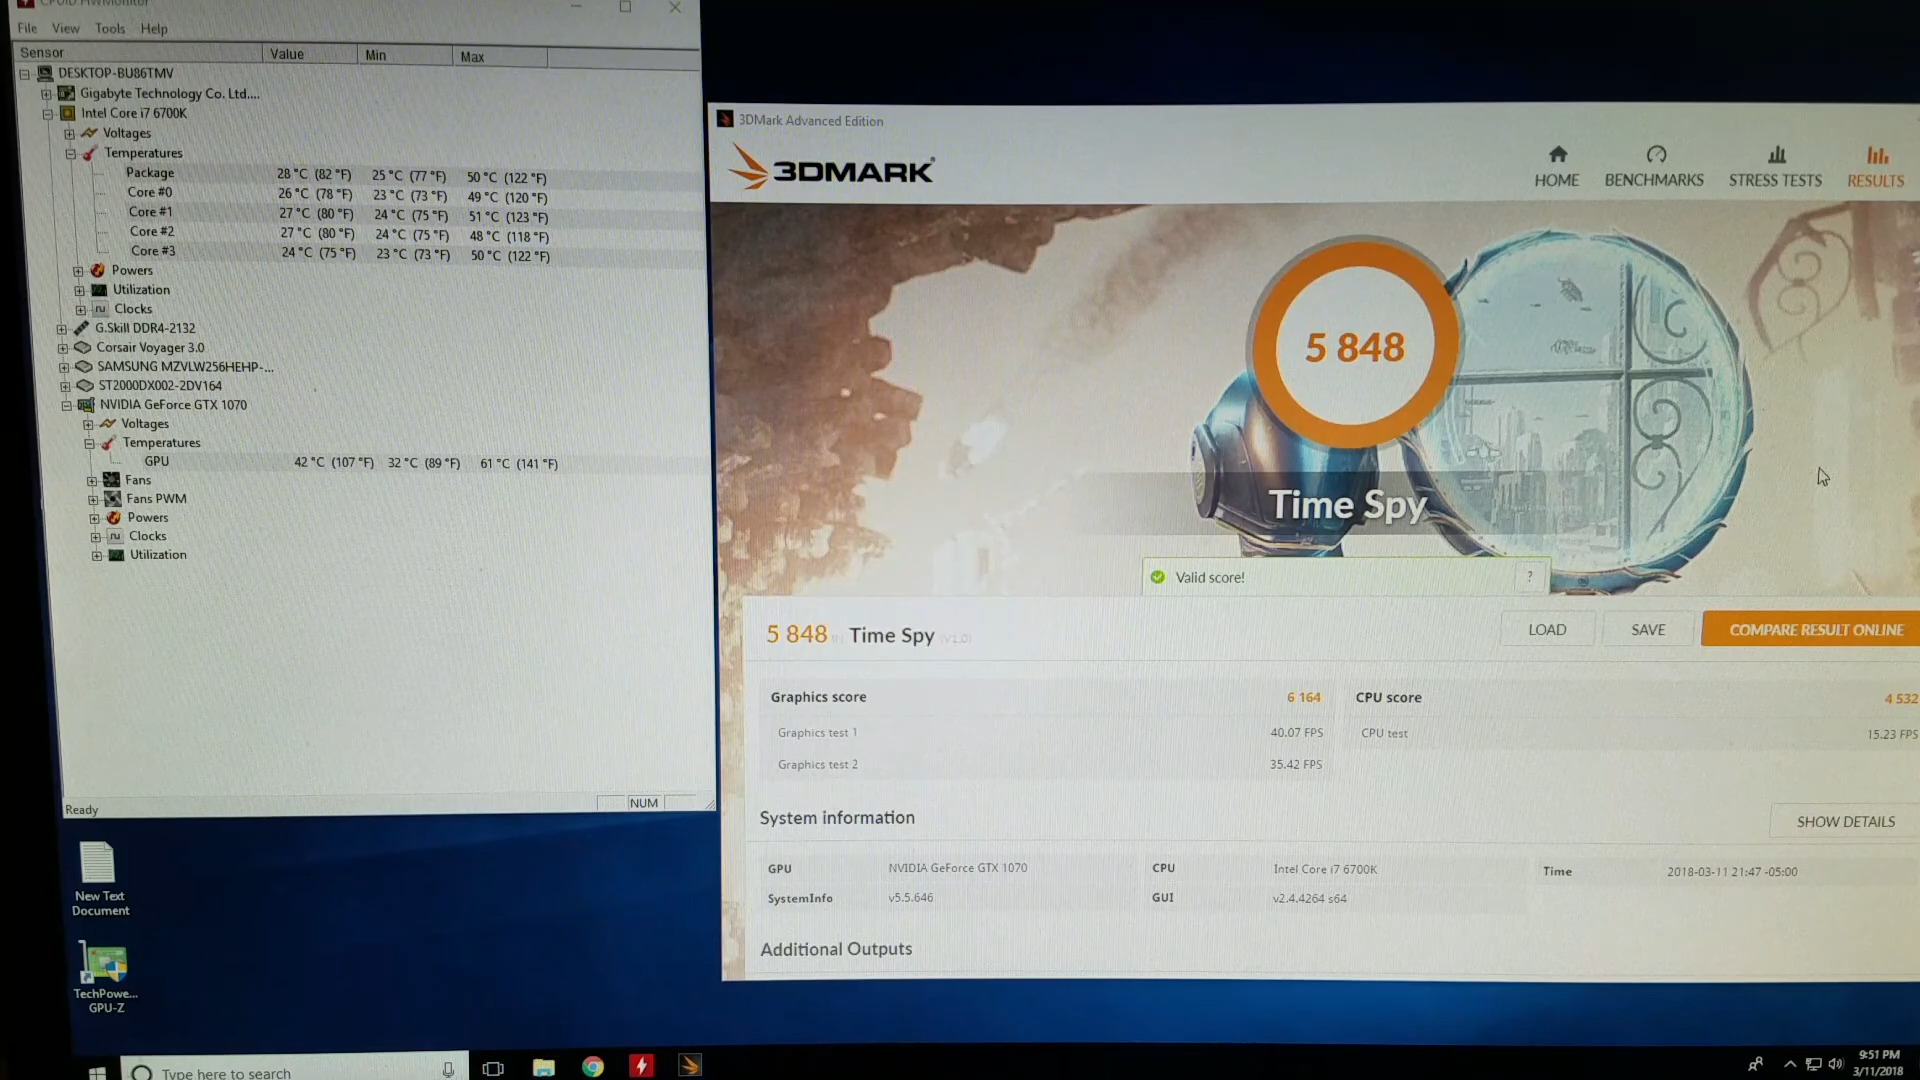 CPUID HWMonitor
File View Tools Help
Sensor Value Min Max
DESKTOP-BU86TMV
Gigabyte Technology Co. Ltd....
Intel Core i7 6700K
Voltages
Temperatures
Package 28 °C (82 °F) 25 °C (77 °F) 50 °C (122 °F)
Core #0 26 °C (78 °F) 23 °C (73 °F) 49 °C (120 °F)
Core #1 27 °C (80 °F) 24 °C (75 °F) 51 °C (123 °F)
Core #2 27 °C (80 °F) 24 °C (75 °F) 48 °C (118 °F)
Core #3 24 °C (75 °F) 23 °C (73 °F) 50 °C (122 °F)
Powers
Utilization
Clocks
G.Skill DDR4-2132
Corsair Voyager 3.0
SAMSUNG MZVLW256HEHP-...
ST2000DX002-2DV164
NVIDIA GeForce GTX 1070
Voltages
Temperatures
GPU 42 °C (107 °F) 32 °C (89 °F) 61 °C (141 °F)
Fans
Fans PWM
Powers
Clocks
Utilization
Ready NUM
3DMark Advanced Edition
3DMARK
HOME BENCHMARKS STRESS TESTS RESULTS
5 848
Time Spy
Valid score! ?
5 848 Time Spy (V1.0)
LOAD SAVE COMPARE RESULT ONLINE
Graphics score 6 164 CPU score 4 532
Graphics test 1 40.07 FPS CPU test 15.23 FPS
Graphics test 2 35.42 FPS
System information SHOW DETAILS
GPU NVIDIA GeForce GTX 1070 CPU Intel Core i7 6700K Time 2018-03-11 21:47 -05:00
SystemInfo v5.5.646 GUI v2.4.4264 s64
Additional Outputs
New Text
Document
TechPowe...
GPU-Z
Type here to search
9:51 PM
3/11/2018